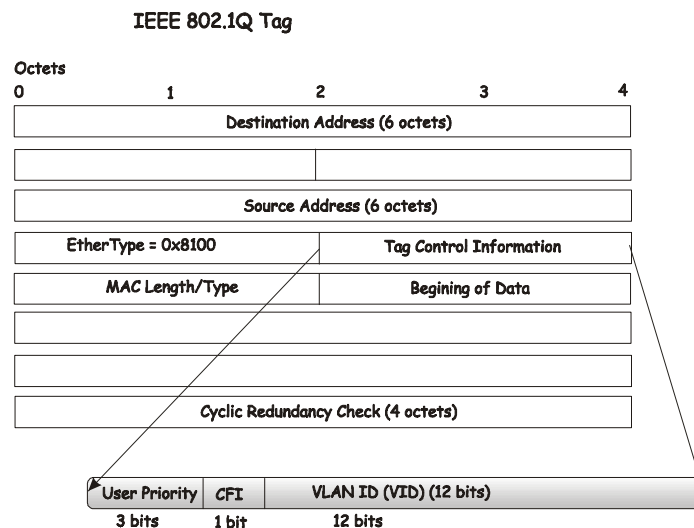 IEEE 802.1Q Tag
Octets
0 1 2 3 4
Destination Address (6 octets)
Source Address (6 octets)
EtherType = 0x8100 Tag Control Information
MAC Length/Type Begining of Data
Cyclic Redundancy Check (4 octets)
User Priority CFI VLAN ID (VID) (12 bits)
3 bits 1 bit 12 bits